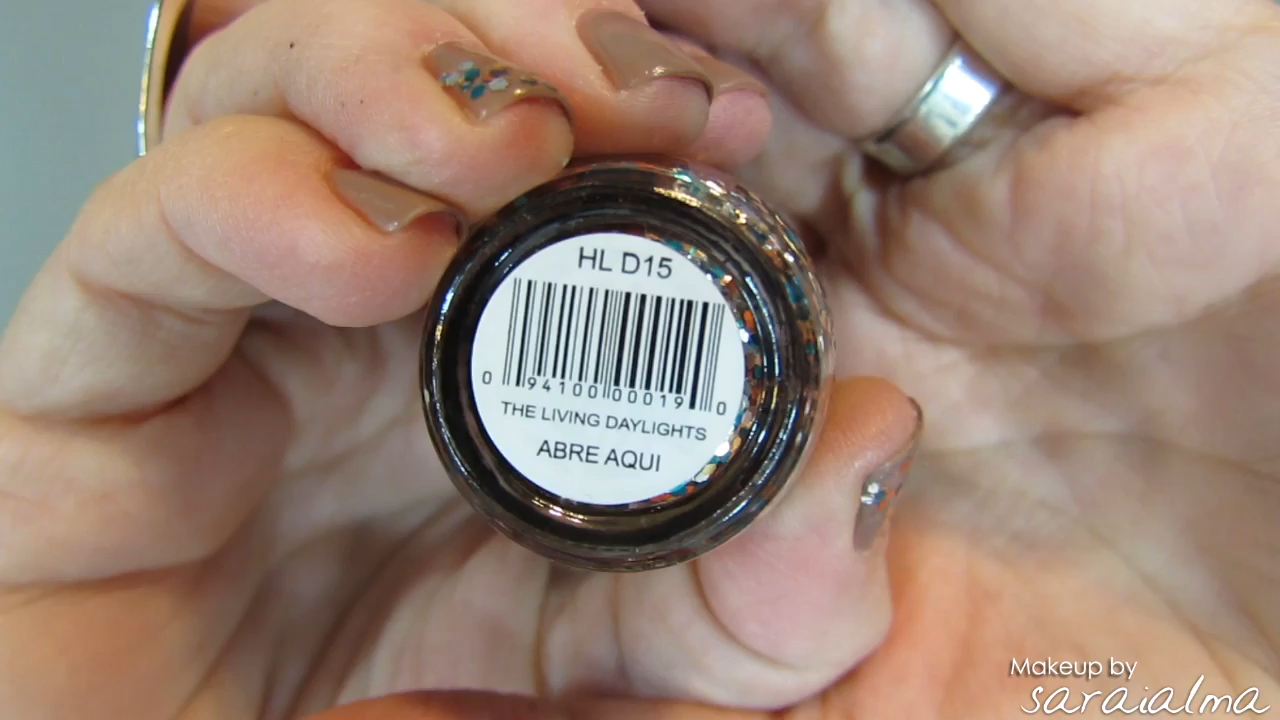 HL D15
0 94100 00019 0
THE LIVING DAYLIGHTS
ABRE AQUI
Makeup by
saraialma